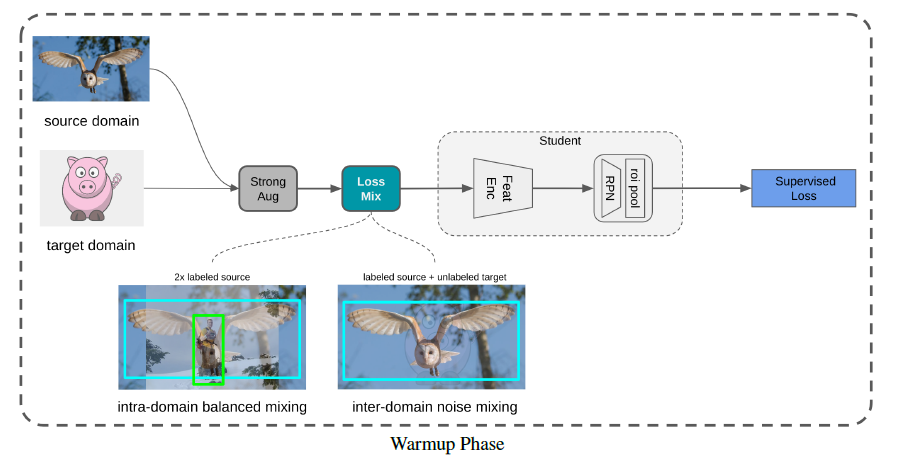 source domain
target domain
Strong
Aug
Loss
Mix
Student
Feat
Enc
RPN
roi pool
Supervised
Loss
2x labeled source
intra-domain balanced mixing
labeled source + unlabeled target
inter-domain noise mixing
Warmup Phase